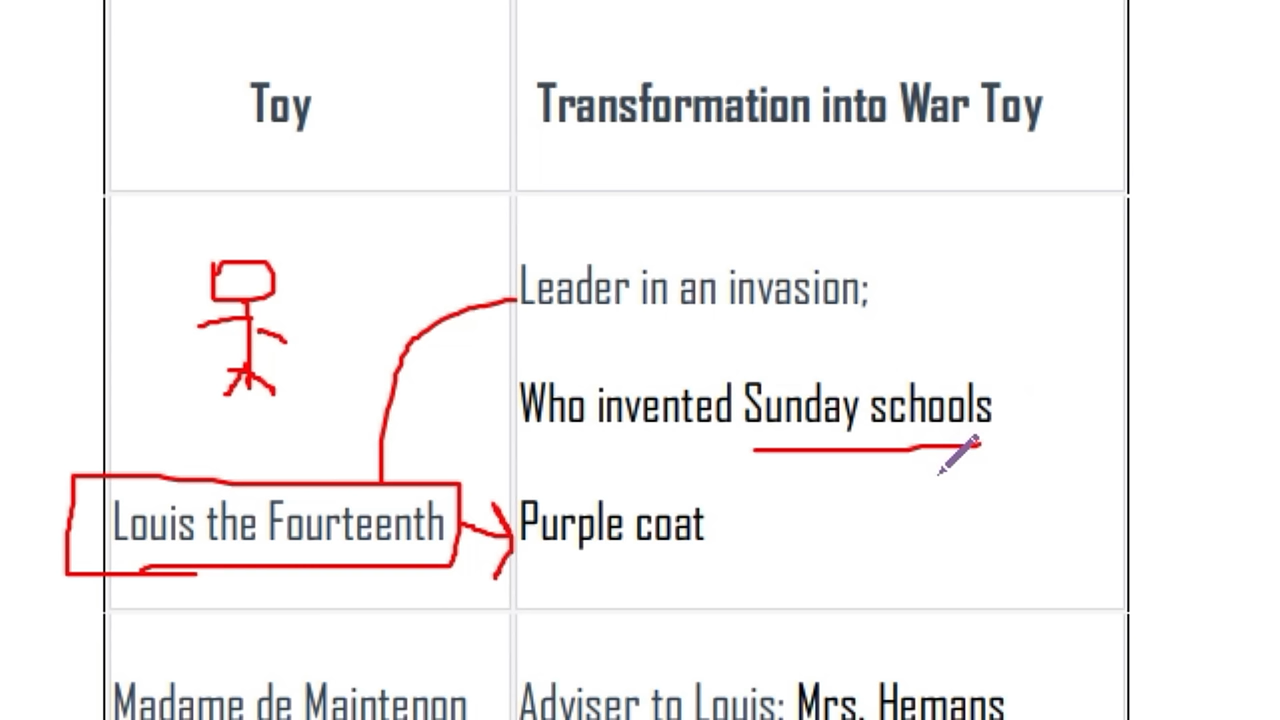 Toy
Transformation into War Toy
Leader in an invasion;
Who invented Sunday schools
Louis the Fourteenth
Purple coat
Madame de Maintenon
Adviser to Louis; Mrs. Hemans